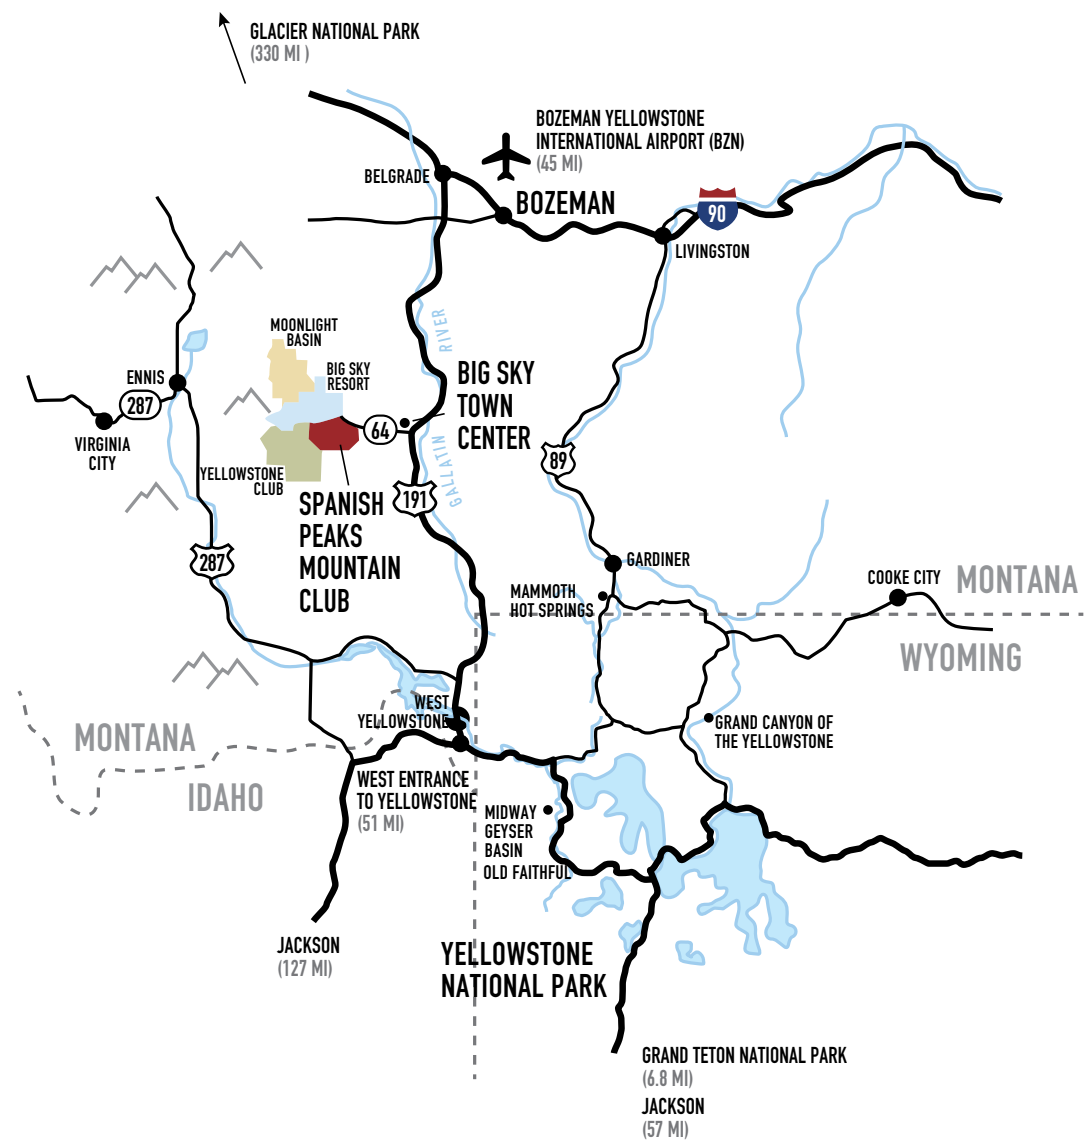 GLACIER NATIONAL PARK
(330 MI )
BOZEMAN YELLOWSTONE
INTERNATIONAL AIRPORT (BZN)
(45 MI)
BELGRADE
BOZEMAN
90
LIVINGSTON
MOONLIGHT
BASIN
RIVER
BIG SKY
RESORT
BIG SKY
TOWN
CENTER
ENNIS
287
64
VIRGINIA
CITY
GALLATIN
89
YELLOWSTONE
CLUB
191
SPANISH
PEAKS
MOUNTAIN
CLUB
287
GARDINER
COOKE CITY
MONTANA
MAMMOTH
HOT SPRINGS
WYOMING
WEST
YELLOWSTONE
GRAND CANYON OF
THE YELLOWSTONE
MONTANA
IDAHO
WEST ENTRANCE
TO YELLOWSTONE
(51 MI)
MIDWAY
GEYSER
BASIN
OLD FAITHFUL
JACKSON
(127 MI)
YELLOWSTONE
NATIONAL PARK
GRAND TETON NATIONAL PARK
(6.8 MI)
JACKSON
(57 MI)